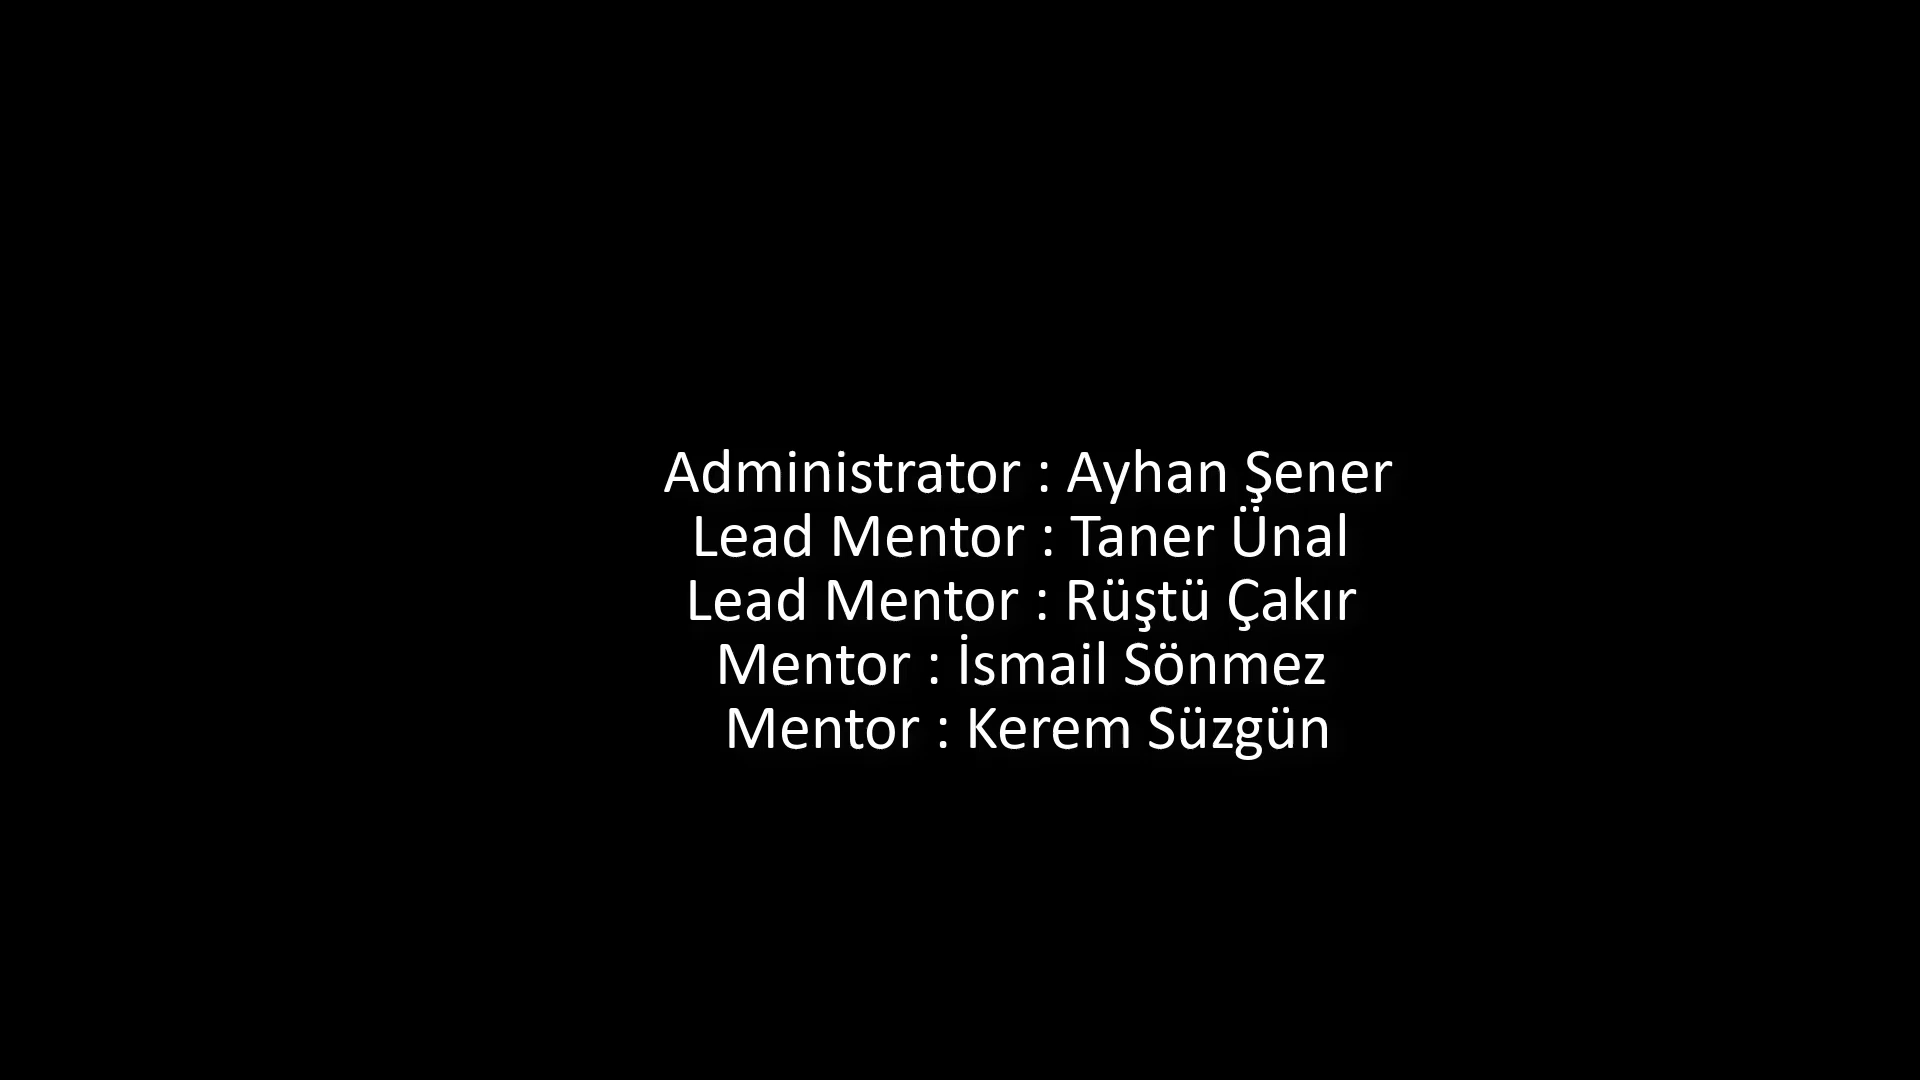 Administrator : Ayhan Şener
Lead Mentor : Taner Ünal
Lead Mentor : Rüştü Çakır
Mentor : İsmail Sönmez
Mentor : Kerem Süzgün